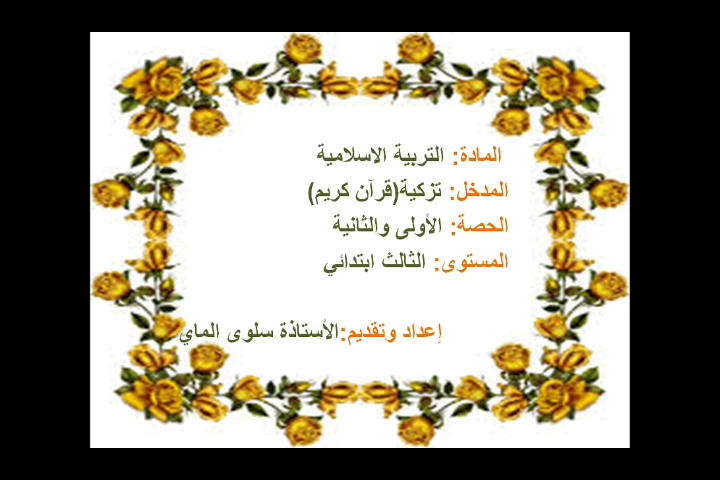 المادة: التربية الاسلامية
المدخل: تزكية(قرآن كريم)
الحصة: الأولى والثانية
المستوى: الثالث ابتدائي
إعداد وتقديم:الأستاذة سلوى الماي